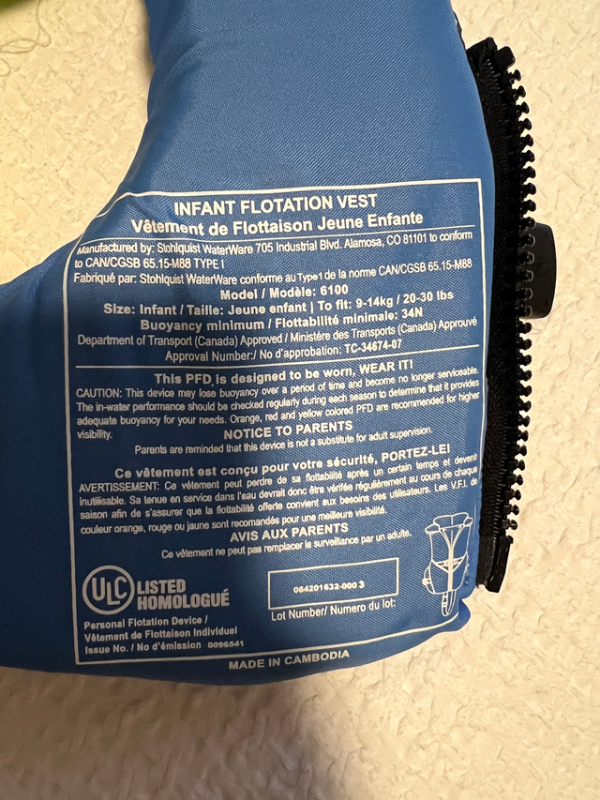 INFANT FLOTATION VEST
Vêtement de Flottaison Jeune Enfante
Manufactured by: Stohlquist WaterWare 705 Industrial Blvd. Alamosa, CO 81101 to conform
to CAN/CGSB 65.15-M88 TYPE I
Fabriqué par: Stohlquist WaterWare conforme au Type1 de la norme CAN/CGSB 65.15-M88
Model / Modèle: 6100
Size: Infant / Taille: Jeune enfant | To fit: 9-14kg / 20-30 lbs
Buoyancy minimum / Flottabilité minimale: 34N
Department of Transport (Canada) Approved / Ministère des Transports (Canada) Approuvé
Approval Number:/ No d'approbation: TC-34674-07
This PFD is designed to be worn, WEAR IT!
CAUTION: This device may lose buoyancy over a period of time and become no longer serviceable.
The in-water performance should be checked regularly during each season to determine that it provides
adequate buoyancy for your needs. Orange, red and yellow colored PFD are recommended for higher
visibility.
NOTICE TO PARENTS
Parents are reminded that this device is not a substitute for adult supervision.
Ce vêtement est conçu pour votre sécurité, PORTEZ-LE!
AVERTISSEMENT: Ce vêtement peut perdre de sa flottabilité après un certain temps et devenir
inutilisable. Sa tenue en service dans l'eau devrait donc être vérifiée régulièrement au cours de chaque
saison afin de s'assurer que la flottabilité offerte convient aux besoins des utilisateurs. Les V.F.I. de
couleur orange, rouge ou jaune sont recomandés pour une meilleure visibilité.
AVIS AUX PARENTS
Ce vêtement ne peut pas remplacer la surveillance par un adulte.
ULC LISTED
HOMOLOGUÉ
Personal Flotation Device /
Vêtement de Flottaison Individuel
Issue No. / No d'émission 0096541
064201632-000 3
Lot Number/ Numero du lot:
MADE IN CAMBODIA